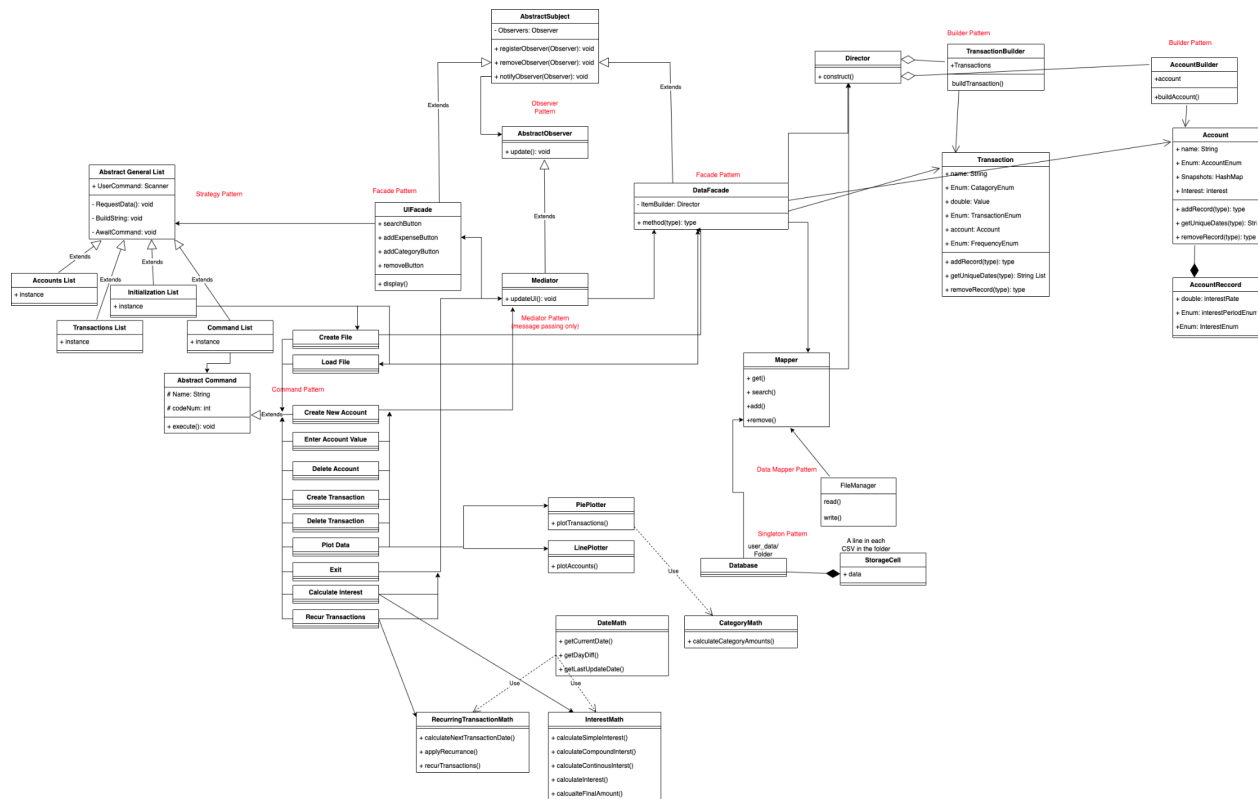 AbstractSubject
- Observers: Observer
+ registerObserver(Observer): void
+ removeObserver(Observer): void
+ notifyObserver(Observer): void
Extends
Extends
Observer
Pattern
AbstractObserver
+ update(): void
Extends
Builder Pattern
Director
+ construct()
TransactionBuilder
+Transactions
buildTransaction()
Builder Pattern
AccountBuilder
+account
+buildAccount()
Account
+ name: String
+ Enum: AccountEnum
+ Snapshots: HashMap
+ Interest: interest
+ addRecord(type): type
+ getUniqueDates(type): Stri
+ removeRecord(type): type
AccountReccord
+ double: interestRate
+ Enum: interestPeriodEnum
+Enum: InterestEnum
Transaction
+ name: String
+ Enum: CatagoryEnum
+ double: Value
+ Enum: TransactionEnum
+ account: Account
+ Enum: FrequencyEnum
+ addRecord(type): type
+ getUniqueDates(type): String List
+ removeRecord(type): type
Facade Pattern
DataFacade
- ItemBuilder: Director
+ method(type): type
Abstract General List
+ UserCommand: Scanner
- RequestData(): void
- BuildString: void
- AwaitCommand: void
Strategy Pattern
Facade Pattern
UIFacade
+ searchButton
+ addExpenseButton
+ addCategoryButton
+ removeButton
+ display()
Extends
Extends
Extends
Extends
Accounts List
+ instance
Initialization List
+ instance
Transactions List
+ instance
Command List
+ instance
Mediator
+ updateUi(): void
Mediator Pattern
(message passing only)
Abstract Command
# Name: String
# codeNum: int
+ execute(): void
Command Pattern
Extends
Create File
Load File
Create New Account
Enter Account Value
Delete Account
Create Transaction
Delete Transaction
Plot Data
Exit
Calculate Interest
Recur Transactions
Mapper
+ get()
+ search()
+add()
+remove()
Data Mapper Pattern
FileManager
read()
write()
Singleton Pattern
user_data/
Folder
Database
A line in each
CSV in the folder
StorageCell
+ data
PiePlotter
+ plotTransactions()
LinePlotter
+ plotAccounts()
Use
CategoryMath
+ calculateCategoryAmounts()
DateMath
+ getCurrentDate()
+ getDayDiff()
+ getLastUpdateDate()
Use
Use
RecurringTransactionMath
+ calculateNextTransactionDate()
+ applyRecurrance()
+ recurTransactions()
InterestMath
+ calculateSimpleInterest()
+ calculateCompoundInterst()
+ calculateContinousInterst()
+ calculateInterest()
+ calcualteFinalAmount()